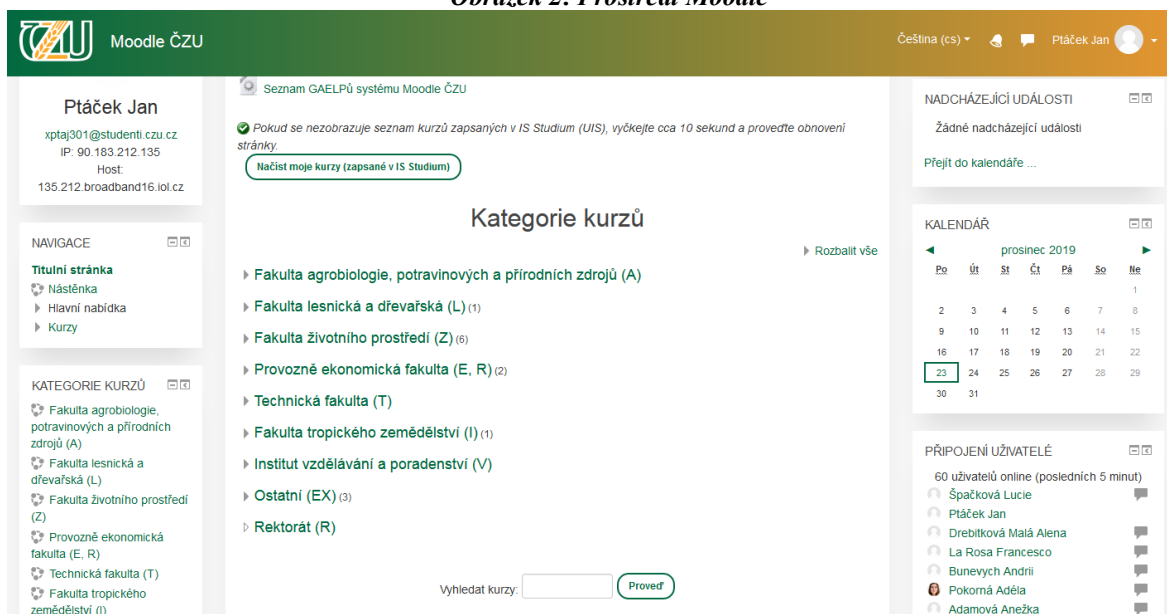 Obrázek 2: Prostředí Moodle
ČZU
Moodle ČZU
Čeština (cs)
Ptáček Jan
Ptáček Jan
xptaj301@studenti.czu.cz
IP: 90.183.212.135
Host:
135.212.broadband16.iol.cz
NAVIGACE
Titulní stránka
Nástěnka
Hlavní nabídka
Kurzy
KATEGORIE KURZŮ
Fakulta agrobiologie,
potravinových a přírodních
zdrojů (A)
Fakulta lesnická a
dřevařská (L)
Fakulta životního prostředí
(Z)
Provozně ekonomická
fakulta (E, R)
Technická fakulta (T)
Fakulta tropického
zemědělství (I)
Seznam GAELPů systému Moodle ČZU
Pokud se nezobrazuje seznam kurzů zapsaných v IS Studium (UIS), vyčkejte cca 10 sekund a proveďte obnovení
stránky.
Načíst moje kurzy (zapsané v IS Studium)
Kategorie kurzů
Rozbalit vše
Fakulta agrobiologie, potravinových a přírodních zdrojů (A)
Fakulta lesnická a dřevařská (L) (1)
Fakulta životního prostředí (Z) (6)
Provozně ekonomická fakulta (E, R) (2)
Technická fakulta (T)
Fakulta tropického zemědělství (I) (1)
Institut vzdělávání a poradenství (V)
Ostatní (EX) (3)
Rektorát (R)
Vyhledat kurzy:
Proveď
NADCHÁZEJÍCÍ UDÁLOSTI
Žádné nadcházející události
Přejít do kalendáře ...
KALENDÁŘ
prosinec 2019
Po Út St Čt Pá So Ne
1
2 3 4 5 6 7 8
9 10 11 12 13 14 15
16 17 18 19 20 21 22
23 24 25 26 27 28 29
30 31
PŘIPOJENÍ UŽIVATELÉ
60 uživatelů online (posledních 5 minut)
Špačková Lucie
Ptáček Jan
Drebitková Malá Alena
La Rosa Francesco
Bunevych Andrii
Pokorná Adéla
Adamová Anežka